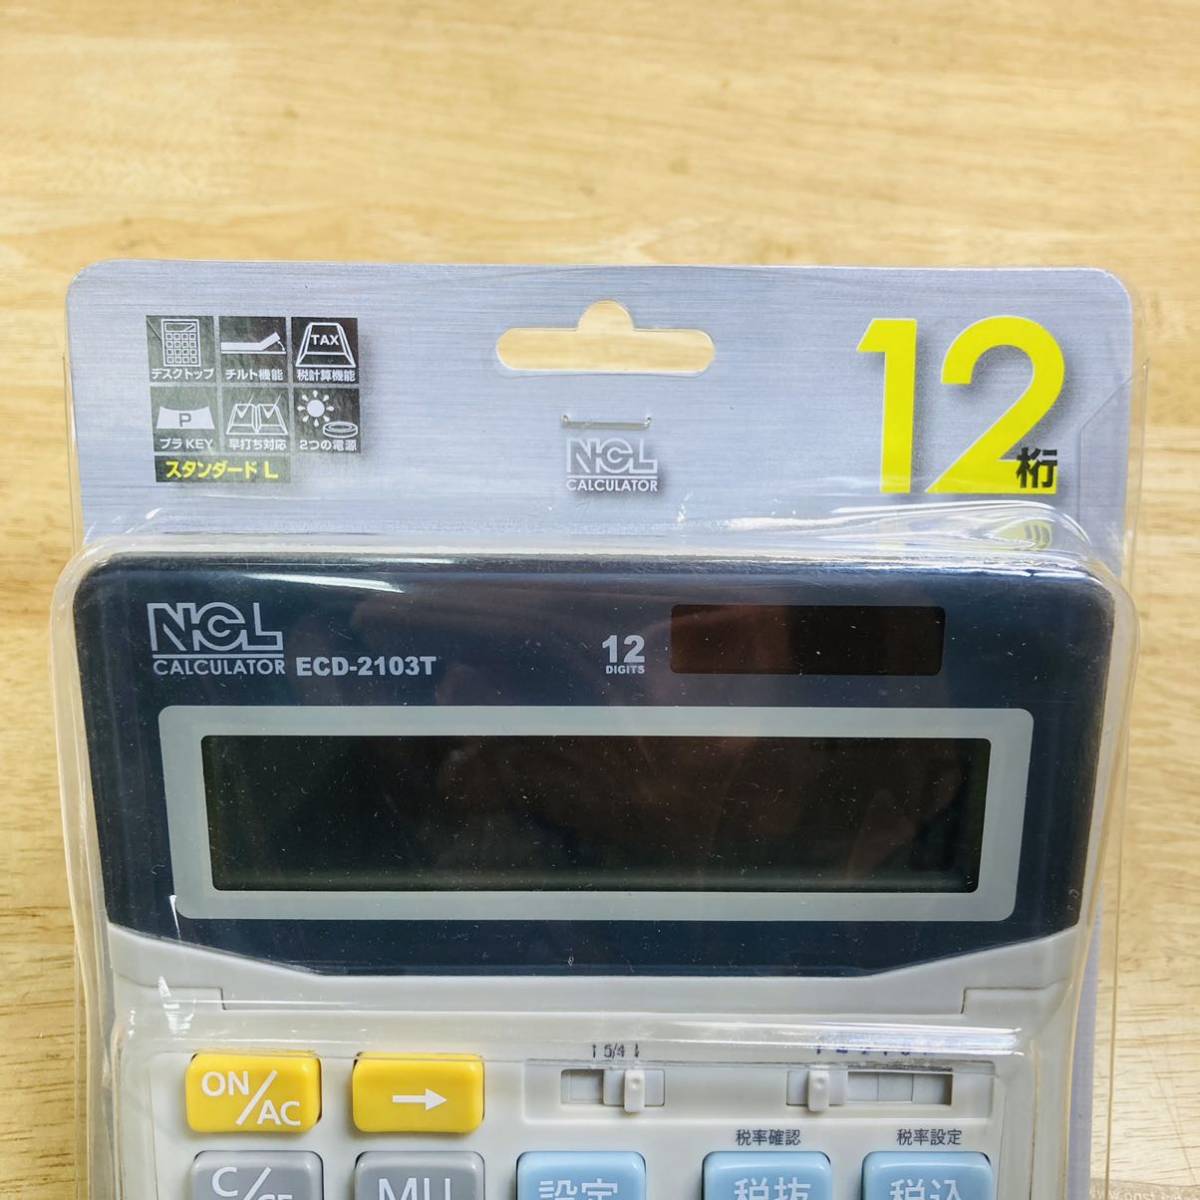 デスクトップ
チルト機能
TAX
税計算機能
P
プラKEY
早打ち対応
2つの電源
スタンダード L
NCL
CALCULATOR
12桁
NCL
CALCULATOR ECD-2103T
12
DIGITS
5/4
ON/AC
→
税率確認
税率設定
C/CE
MU
設定
税抜
税込